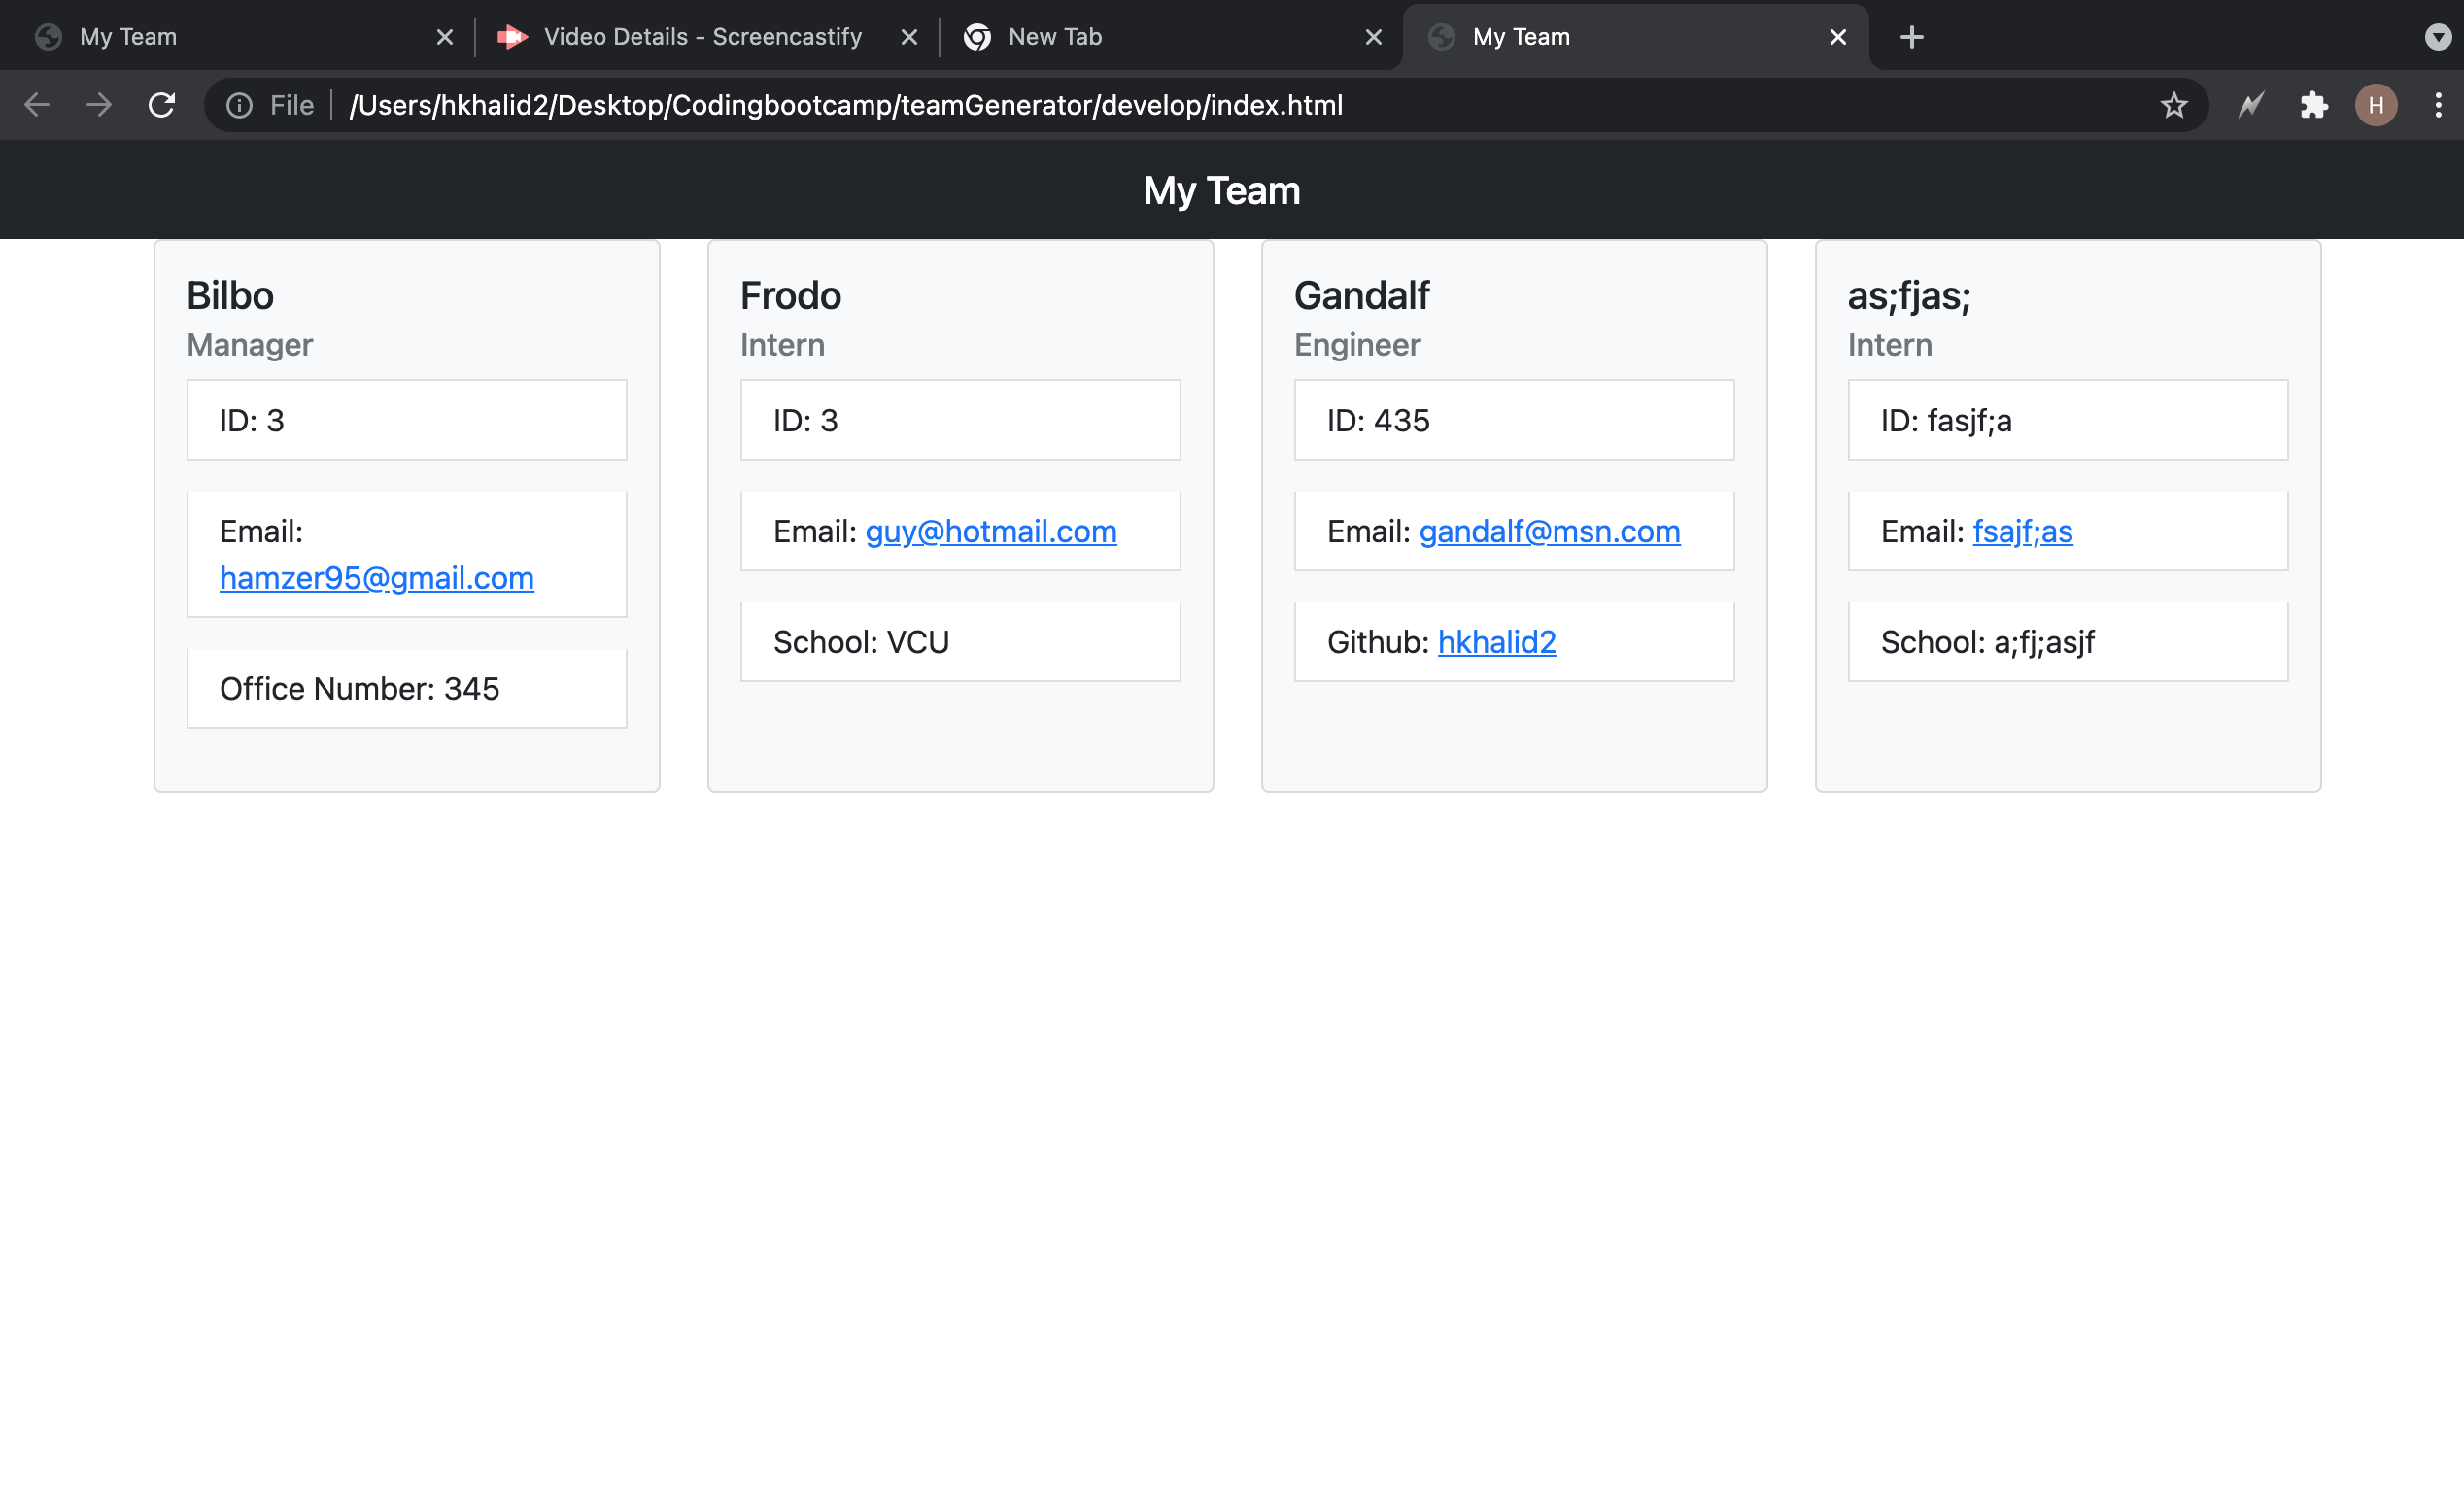 My Team
Video Details - Screencastify
New Tab
My Team
File /Users/hkhalid2/Desktop/Codingbootcamp/teamGenerator/develop/index.html
H
My Team
Bilbo
Manager
ID: 3
Email:
hamzer95@gmail.com
Office Number: 345
Frodo
Intern
ID: 3
Email: guy@hotmail.com
School: VCU
Gandalf
Engineer
ID: 435
Email: gandalf@msn.com
Github: hkhalid2
as;fjas;
Intern
ID: fasjf;a
Email: fsajf;as
School: a;fj;asjf